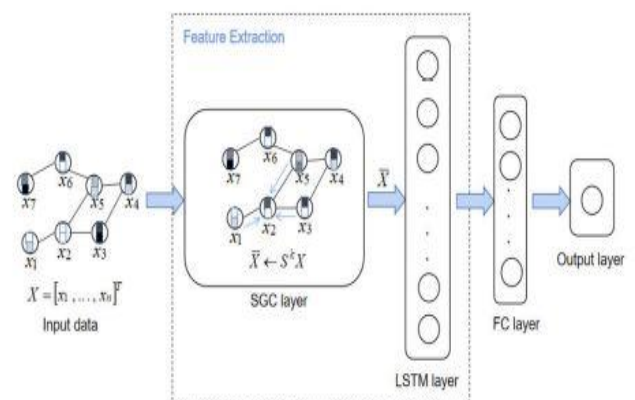 Feature Extraction
x6
x7
x5
x4
x1
x2
x3
X = [x1 , ... , xn]^T
Input data
x6
x7
x5
x4
x1
x2
x3
X̅ ← S^k X
SGC layer
X̅
LSTM layer
FC layer
Output layer